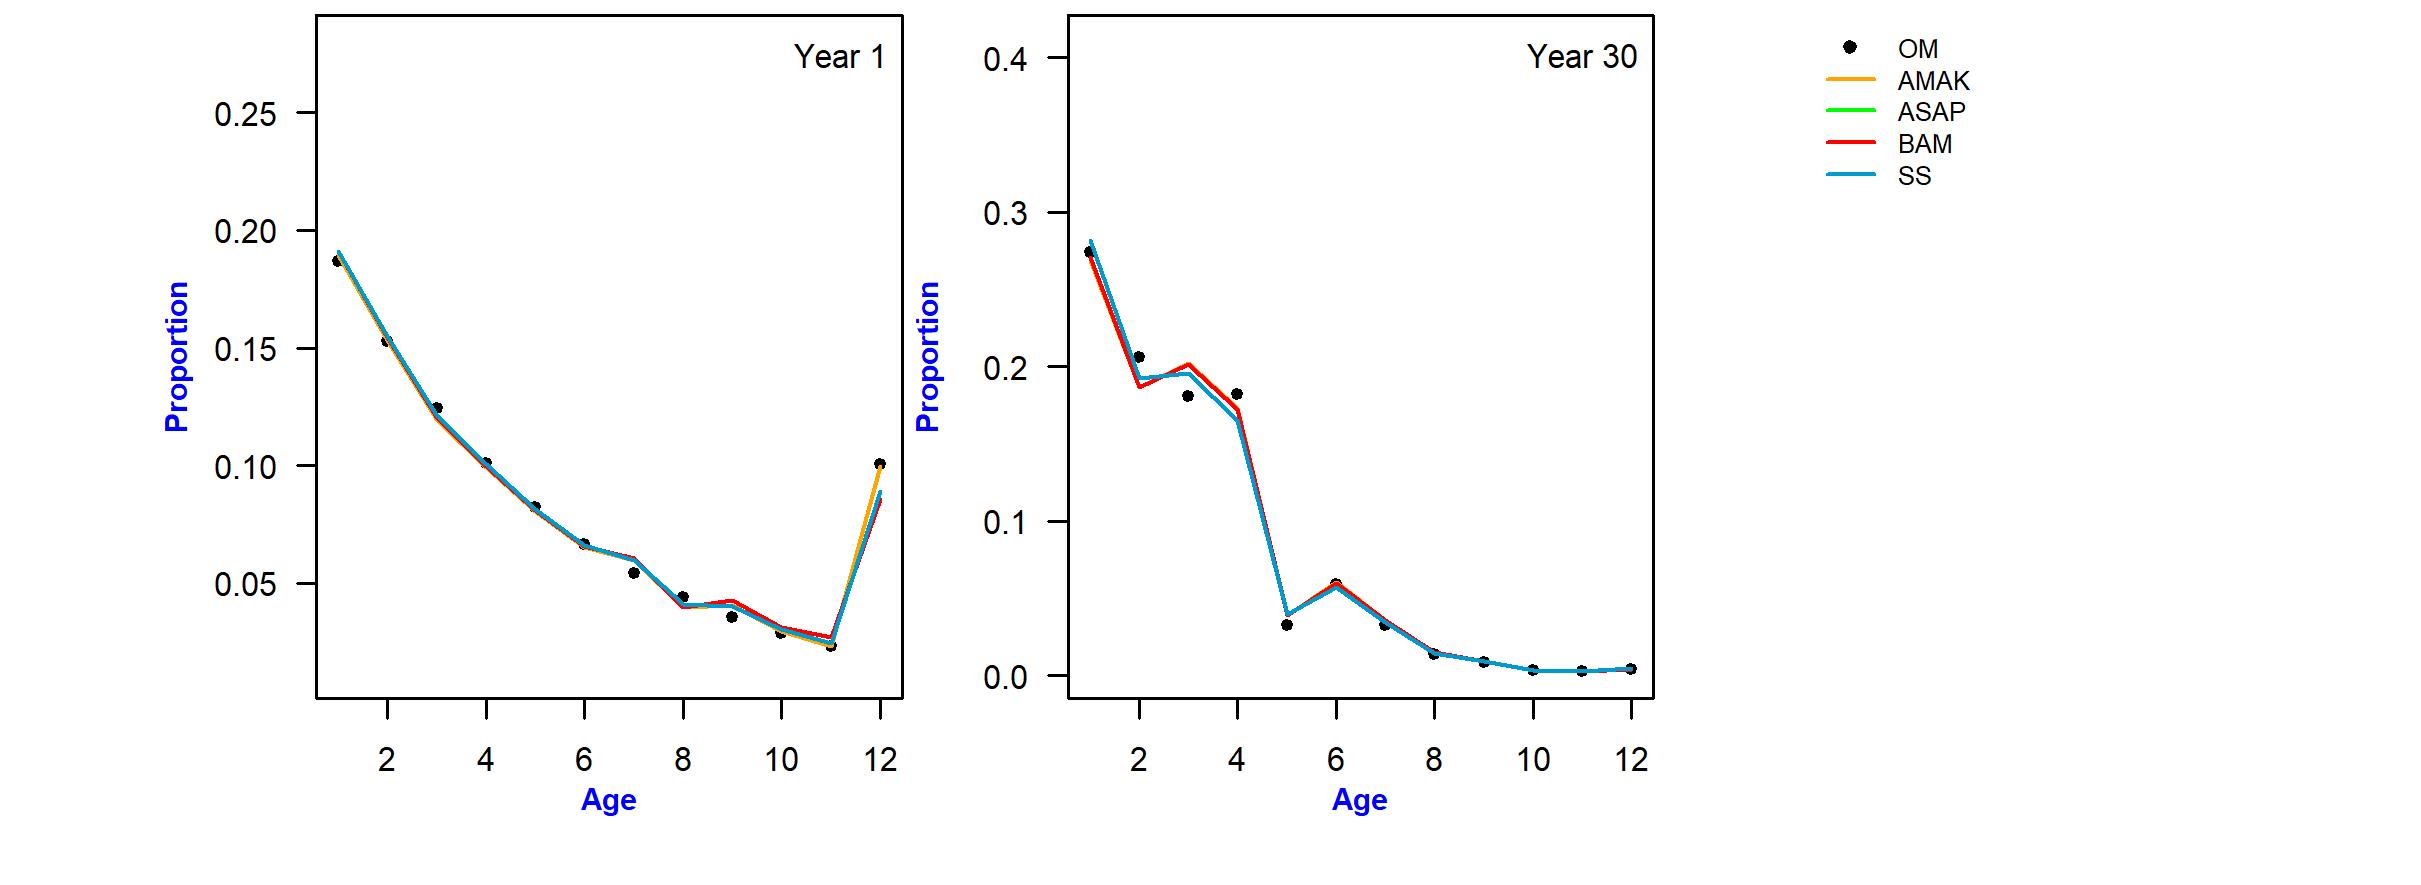 Year 1
Proportion
0.25
0.20
0.15
0.10
0.05
2 4 6 8 10 12
Age
Year 30
Proportion
0.4
0.3
0.2
0.1
0.0
2 4 6 8 10 12
Age
OM
AMAK
ASAP
BAM
SS